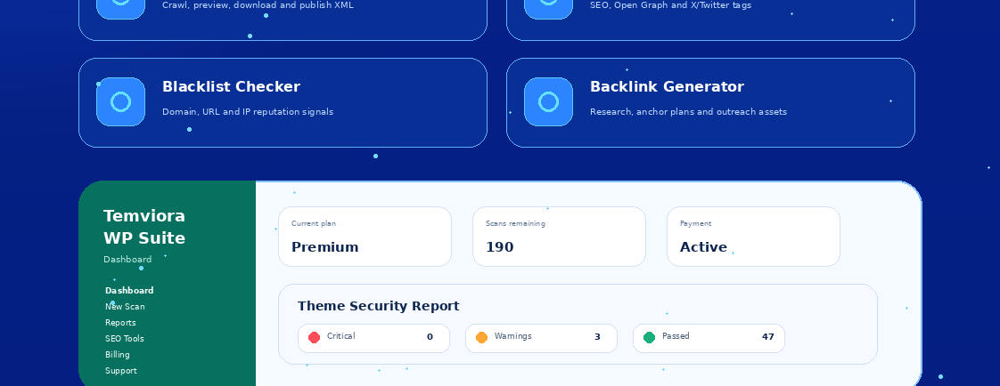 Crawl, preview, download and publish XML
SEO, Open Graph and X/Twitter tags
Blacklist Checker
Domain, URL and IP reputation signals
Backlink Generator
Research, anchor plans and outreach assets
Temviora
WP Suite
Dashboard
Dashboard
New Scan
Reports
SEO Tools
Billing
Support
Current plan
Premium
Scans remaining
190
Payment
Active
Theme Security Report
Critical 0
Warnings 3
Passed 47